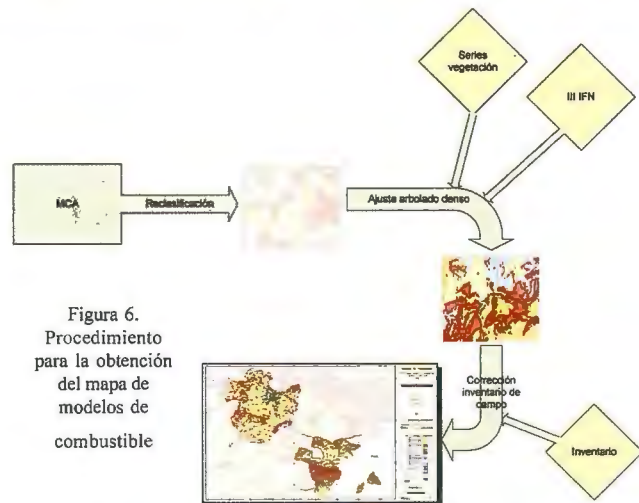 Series
vegetación
III IFN
MCA
Reclasificación
Ajuste arbolado denso
Figura 6.
Procedimiento
para la obtención
del mapa de
modelos de
combustible
Corrección
inventario de
campo
Inventario